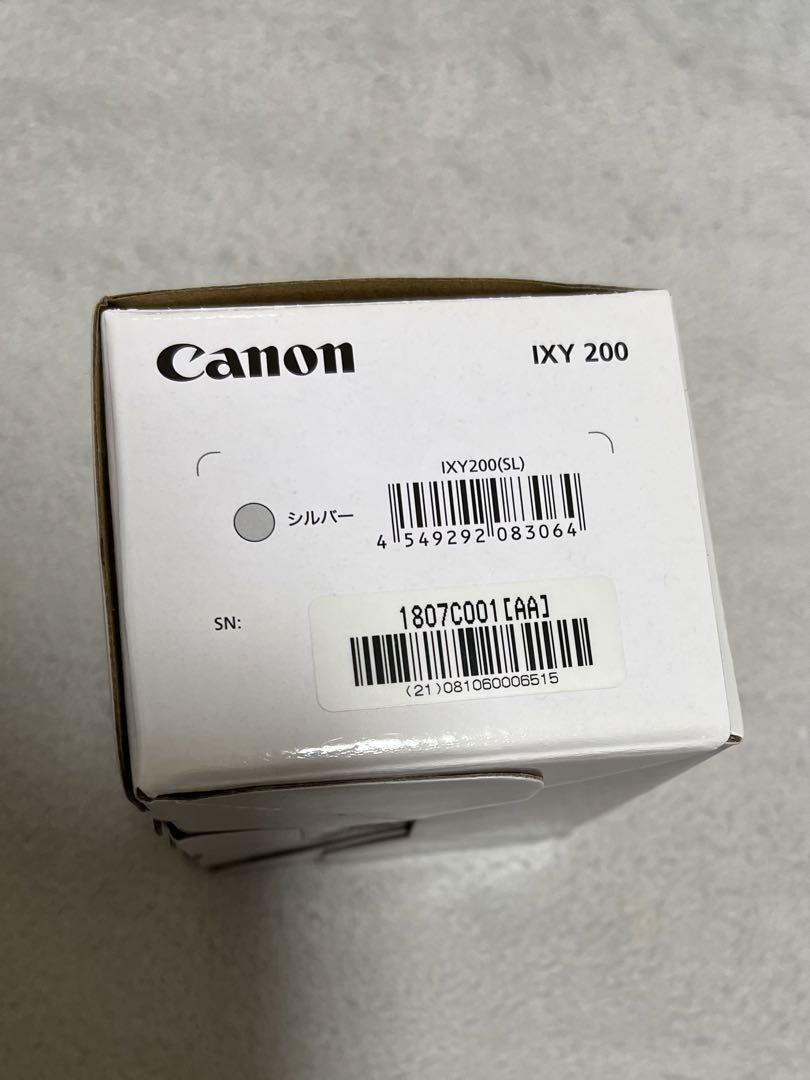 Canon
IXY 200
IXY200(SL)
シルバー
4 549292 083064
SN:
1807C001[AA]
(21)081060006515